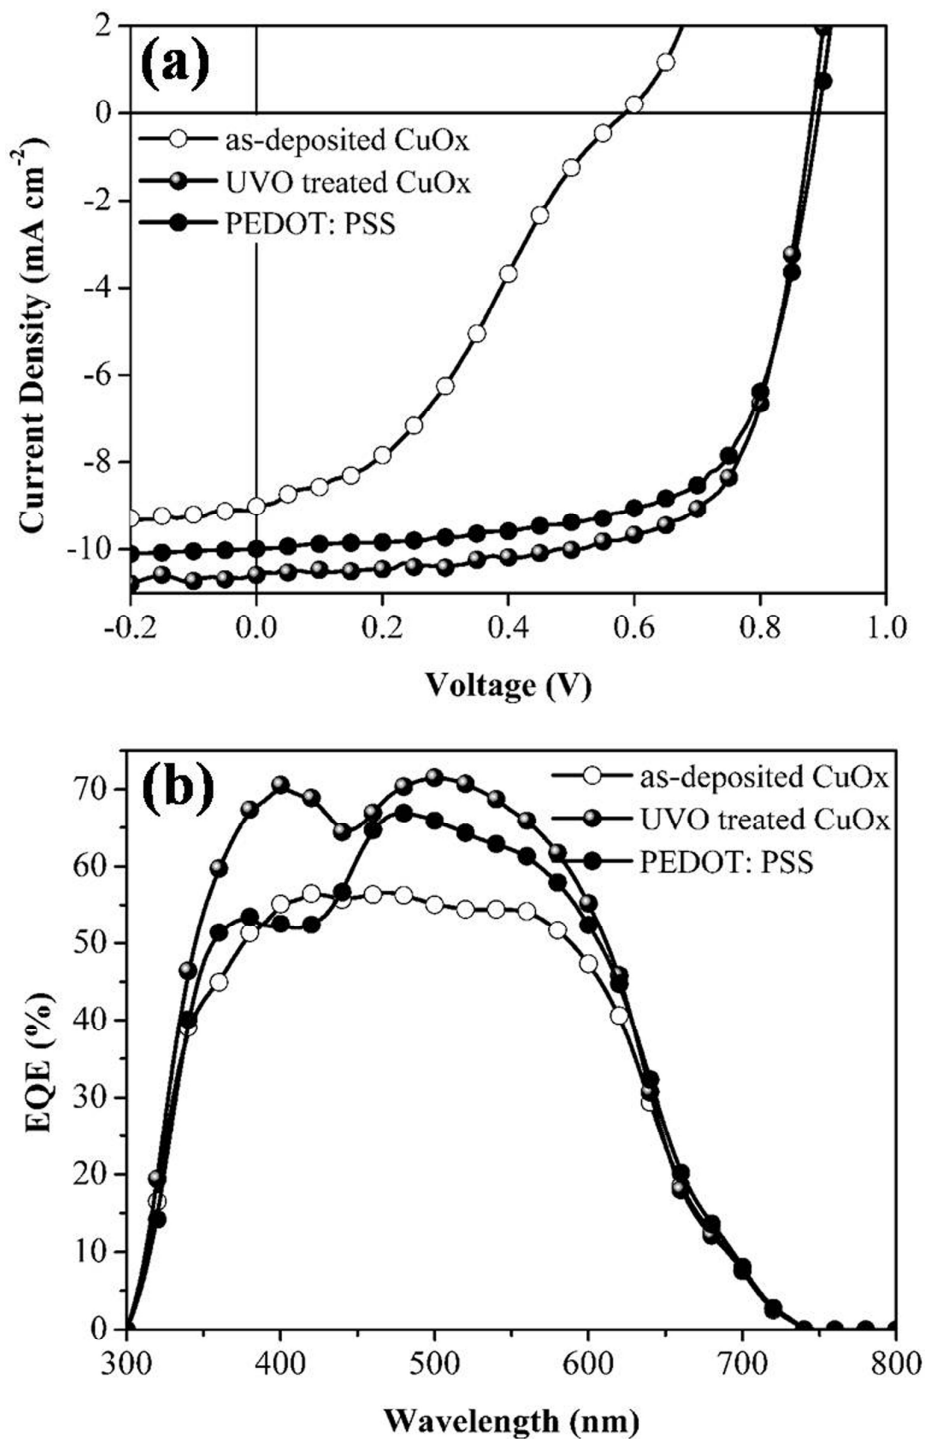 (a)
2
0
-2
-4
-6
-8
-10
Current Density (mA cm-2)
as-deposited CuOx
UVO treated CuOx
PEDOT: PSS
-0.2 0.0 0.2 0.4 0.6 0.8 1.0
Voltage (V)
(b)
70
60
50
40
30
20
10
0
EQE (%)
as-deposited CuOx
UVO treated CuOx
PEDOT: PSS
300 400 500 600 700 800
Wavelength (nm)